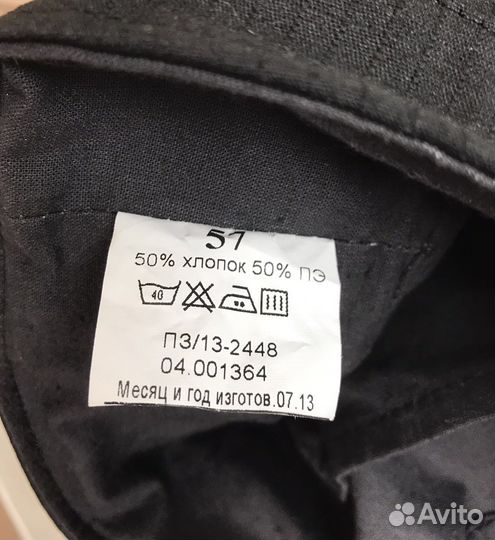 57
50% хлопок 50% ПЭ
40
ПЗ/13-2448
04.001364
Месяц и год изготов.07.13
Avito